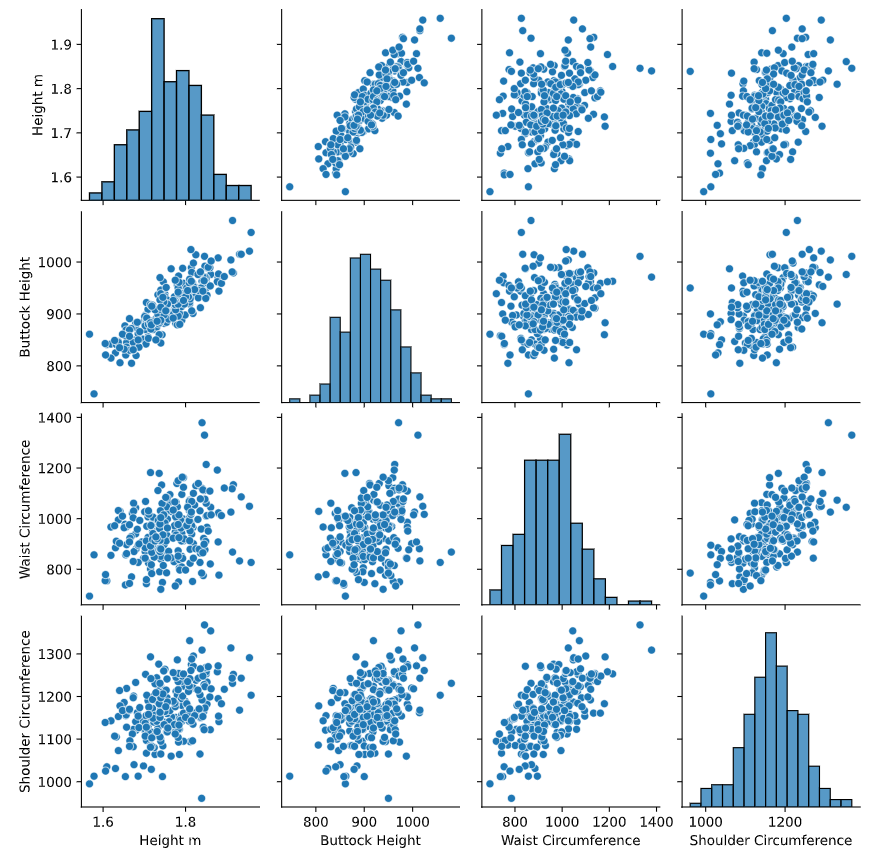 1.9
1.8
1.7
1.6
Height m
1000
900
800
Buttock Height
1400
1200
1000
800
Waist Circumference
1300
1200
1100
1000
Shoulder Circumference
1.6 1.8
Height m
800 900 1000
Buttock Height
800 1000 1200 1400
Waist Circumference
1000 1200
Shoulder Circumference